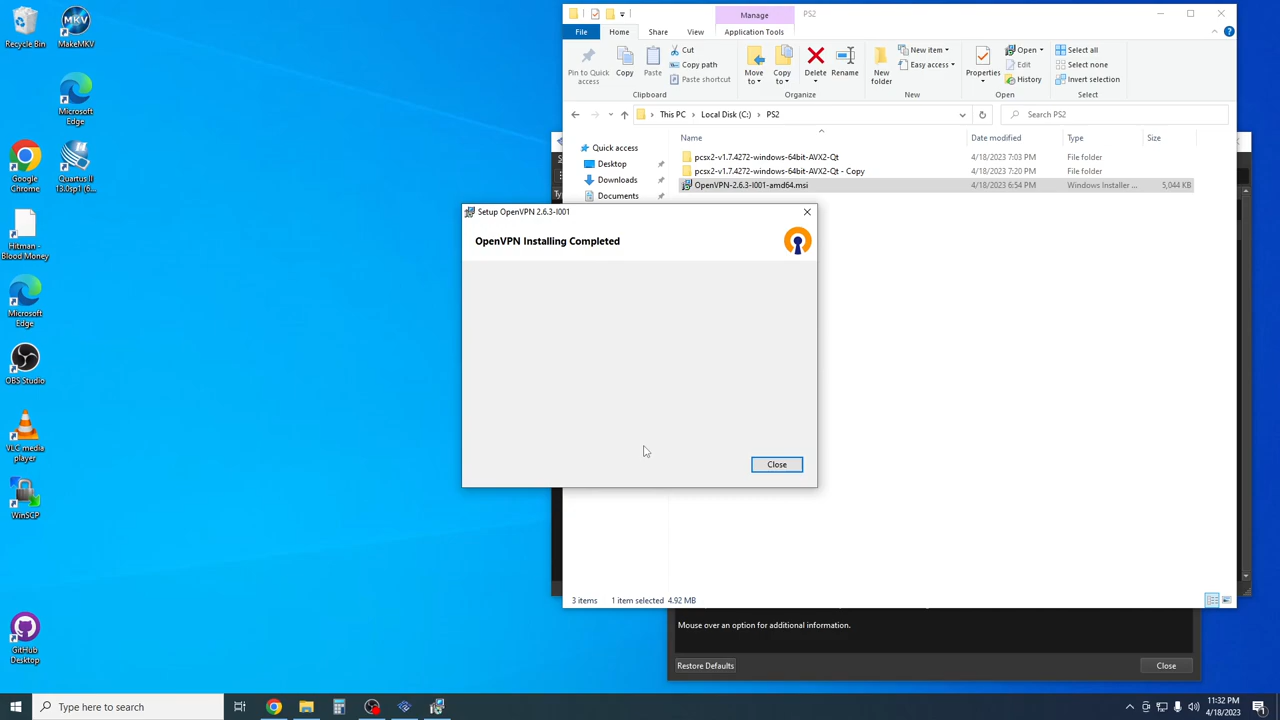 Recycle Bin
MakeMKV
Microsoft
Edge
Google
Chrome
Quartus II
13.0sp1 (6...
Hitman -
Blood Money
Microsoft
Edge
OBS Studio
VLC media
player
WinSCP
GitHub
Desktop
Manage
PS2
File
Home
Share
View
Application Tools
Pin to Quick
access
Copy
Paste
Cut
Copy path
Paste shortcut
Clipboard
Move
to
Copy
to
Delete
Rename
Organize
New
folder
New item
Easy access
New
Properties
Open
Edit
History
Open
Select all
Select none
Invert selection
Select
This PC
Local Disk (C:)
PS2
Search PS2
Name
Date modified
Type
Size
Quick access
Desktop
Downloads
Documents
pcsx2-v1.7.4272-windows-64bit-AVX2-Qt
4/18/2023 7:03 PM
File folder
pcsx2-v1.7.4272-windows-64bit-AVX2-Qt - Copy
4/18/2023 7:20 PM
File folder
OpenVPN-2.6.3-I001-amd64.msi
4/18/2023 6:54 PM
Windows Installer ...
5,044 KB
Setup OpenVPN 2.6.3-I001
OpenVPN Installing Completed
Close
3 items
1 item selected 4.92 MB
Mouse over an option for additional information.
Restore Defaults
Close
Type here to search
11:32 PM
4/18/2023
1